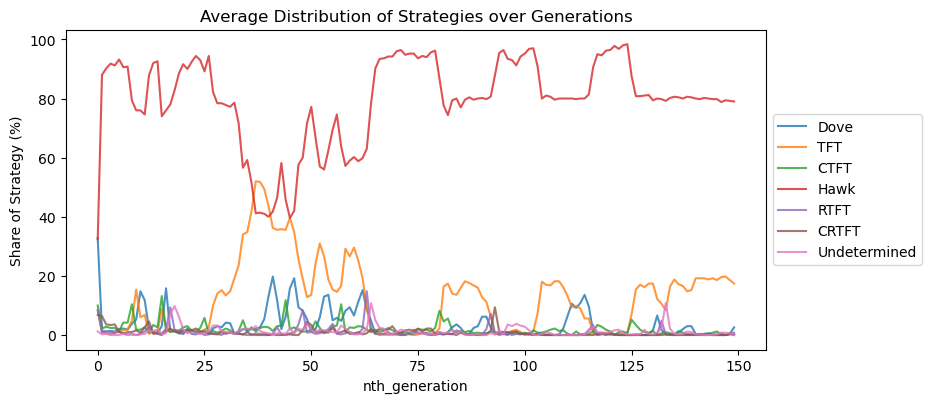 Average Distribution of Strategies over Generations
Share of Strategy (%)
100
80
60
40
20
0
0 25 50 75 100 125 150
nth_generation
Dove
TFT
CTFT
Hawk
RTFT
CRTFT
Undetermined